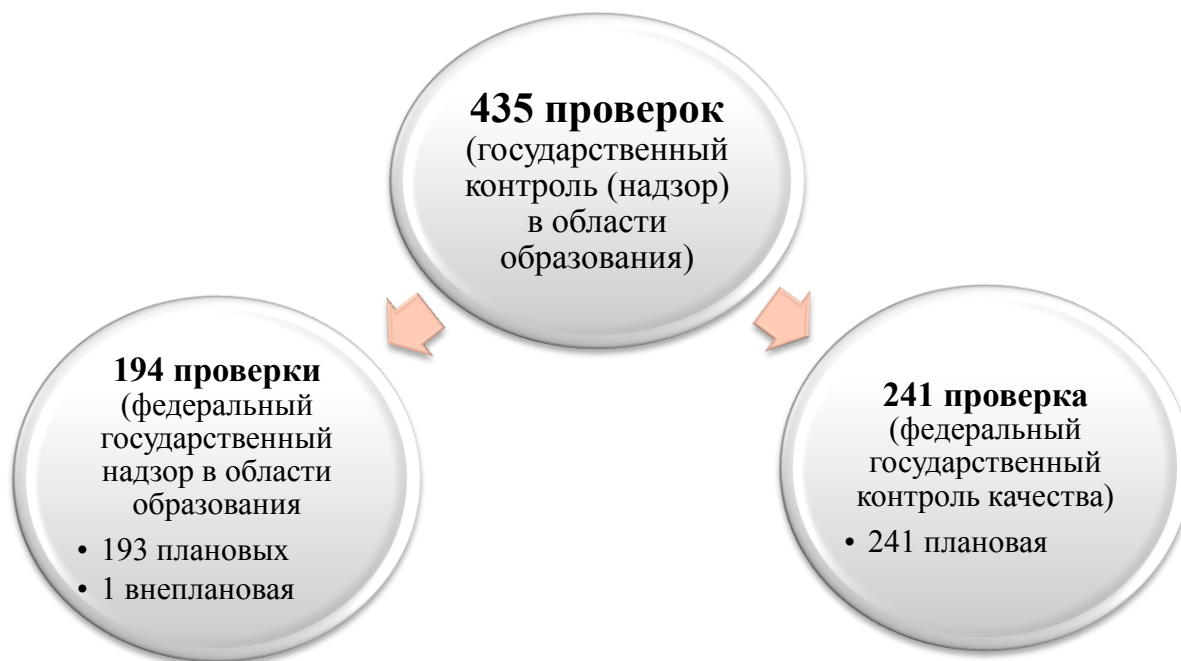 435 проверок
(государственный
контроль (надзор)
в области
образования)
194 проверки
(федеральный
государственный
надзор в области
образования
• 193 плановых
• 1 внеплановая
241 проверка
(федеральный
государственный
контроль качества)
• 241 плановая